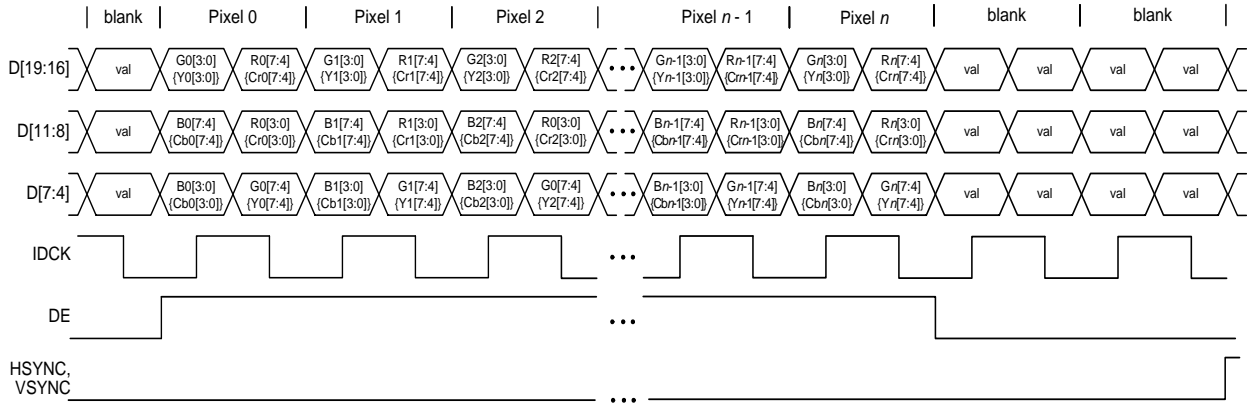 blank Pixel 0 Pixel 1 Pixel 2 Pixel n - 1 Pixel n blank blank
G0[3:0] R0[7:4] G1[3:0] R1[7:4] G2[3:0] R2[7:4] Gn-1[3:0] Rn-1[7:4] Gn[3:0] Rn[7:4]
D[19:16] val ••• val val val val
{Y0[3:0]} {Cr0[7:4]} {Y1[3:0]} {Cr1[7:4]} {Y2[3:0]} {Cr2[7:4]} {Yn-1[3:0]} {Crn-1[7:4]} {Yn[3:0]} {Crn[7:4]}
B0[7:4] R0[3:0] B1[7:4] R1[3:0] B2[7:4] R0[3:0] Bn-1[7:4] Rn-1[3:0] Bn[7:4] Rn[3:0]
D[11:8] val ••• val val val val
{Cb0[7:4]} {Cr0[3:0]} {Cb1[7:4]} {Cr1[3:0]} {Cb2[7:4]} {Cr2[3:0]} {Cbn-1[7:4]} {Crn-1[3:0]} {Cbn[7:4]} {Crn[3:0]}
B0[3:0] G0[7:4] B1[3:0] G1[7:4] B2[3:0] G0[7:4] Bn-1[3:0] Gn-1[7:4] Bn[3:0] Gn[7:4]
D[7:4] val ••• val val val val
{Cb0[3:0]} {Y0[7:4]} {Cb1[3:0]} {Y1[7:4]} {Cb2[3:0]} {Y2[7:4]} {Cbn-1[3:0]} {Yn-1[7:4]} {Cbn[3:0} {Yn[7:4]}
IDCK •••
DE •••
HSYNC,
VSYNC •••